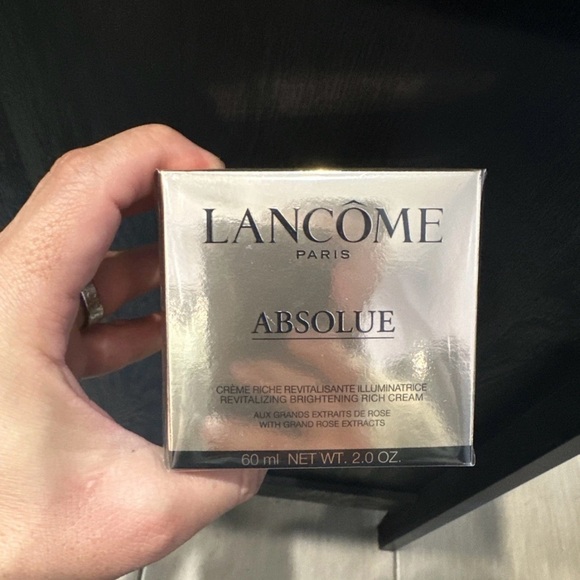 LANCÔME
PARIS
ABSOLUE
CRÈME RICHE REVITALISANTE ILLUMINATRICE
REVITALIZING BRIGHTENING RICH CREAM
AUX GRANDS EXTRAITS DE ROSE
WITH GRAND ROSE EXTRACTS
60 ml NET WT. 2.0 OZ.